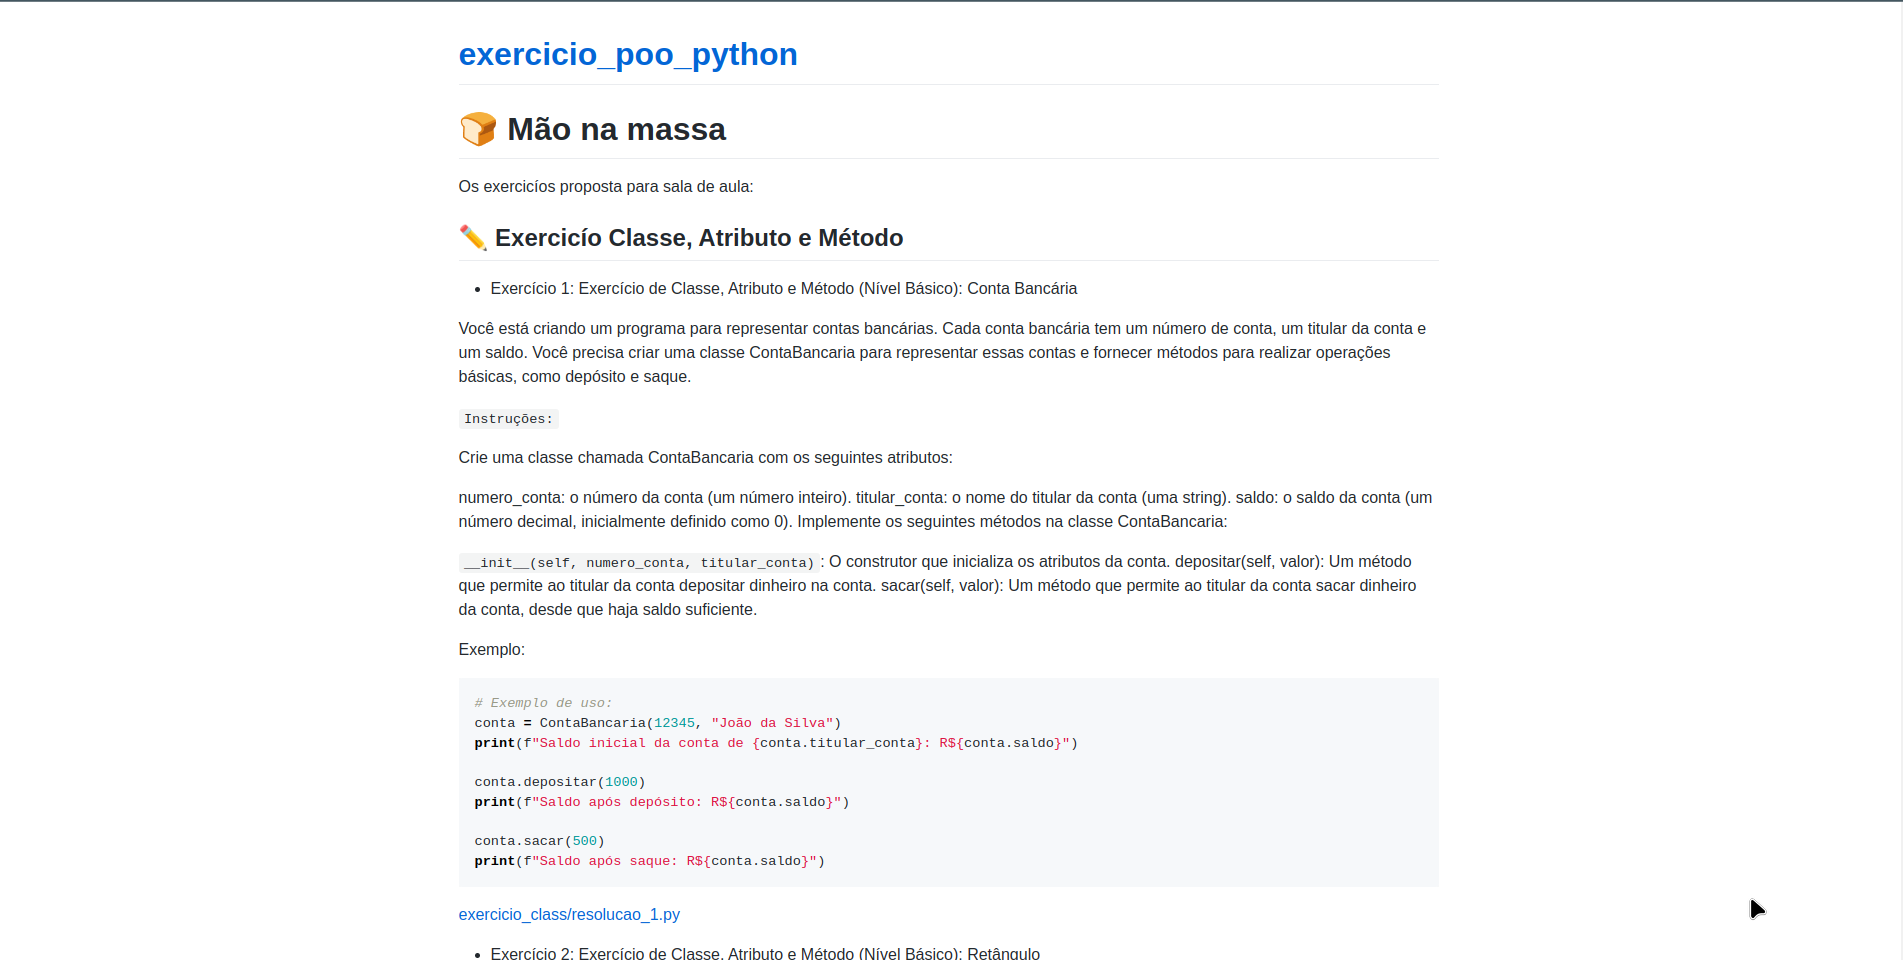 exercicio_poo_python
Mão na massa
Os exercicíos proposta para sala de aula:
Exercicío Classe, Atributo e Método
Exercício 1: Exercício de Classe, Atributo e Método (Nível Básico): Conta Bancária
Você está criando um programa para representar contas bancárias. Cada conta bancária tem um número de conta, um titular da conta e
um saldo. Você precisa criar uma classe ContaBancaria para representar essas contas e fornecer métodos para realizar operações
básicas, como depósito e saque.
Instruções:
Crie uma classe chamada ContaBancaria com os seguintes atributos:
numero_conta: o número da conta (um número inteiro). titular_conta: o nome do titular da conta (uma string). saldo: o saldo da conta (um
número decimal, inicialmente definido como 0). Implemente os seguintes métodos na classe ContaBancaria:
__init__(self, numero_conta, titular_conta) : O construtor que inicializa os atributos da conta. depositar(self, valor): Um método
que permite ao titular da conta depositar dinheiro na conta. sacar(self, valor): Um método que permite ao titular da conta sacar dinheiro
da conta, desde que haja saldo suficiente.
Exemplo:
# Exemplo de uso:
conta = ContaBancaria(12345, "João da Silva")
print(f"Saldo inicial da conta de {conta.titular_conta}: R${conta.saldo}")
conta.depositar(1000)
print(f"Saldo após depósito: R${conta.saldo}")
conta.sacar(500)
print(f"Saldo após saque: R${conta.saldo}")
exercicio_class/resolucao_1.py
Exercício 2: Exercício de Classe, Atributo e Método (Nível Básico): Retângulo